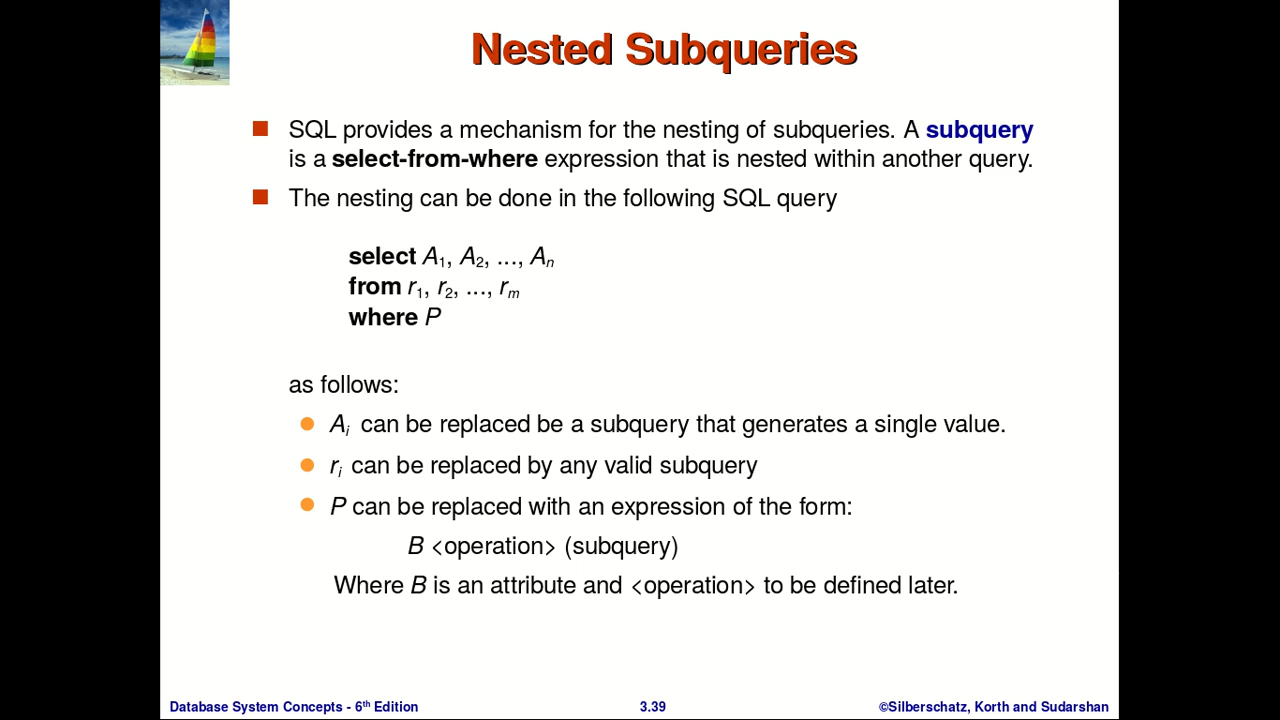 Nested Subqueries
SQL provides a mechanism for the nesting of subqueries. A subquery
is a select-from-where expression that is nested within another query.
The nesting can be done in the following SQL query
select A1, A2, ..., An
from r1, r2, ..., rm
where P
as follows:
Ai can be replaced be a subquery that generates a single value.
ri can be replaced by any valid subquery
P can be replaced with an expression of the form:
B <operation> (subquery)
Where B is an attribute and <operation> to be defined later.
Database System Concepts - 6th Edition
3.39
©Silberschatz, Korth and Sudarshan